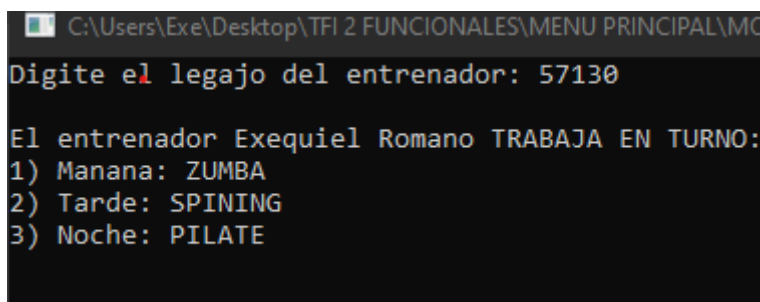 C:\Users\Exe\Desktop\TFI 2 FUNCIONALES\MENU PRINCIPAL\MO
Digite el legajo del entrenador: 57130
El entrenador Exequiel Romano TRABAJA EN TURNO:
1) Manana: ZUMBA
2) Tarde: SPINING
3) Noche: PILATE